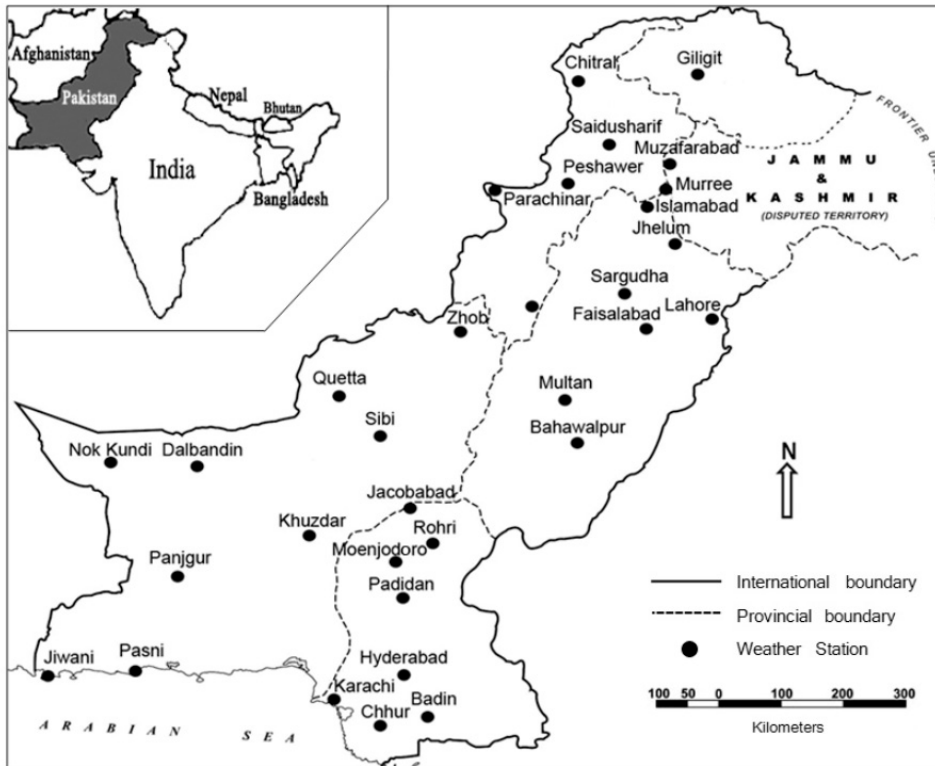 Afghanistan
Pakistan
Nepal
Bhutan
India
Bangladesh
Chitral
Giligit
Saidusharif
Muzafarabad
Peshawer
Murree
Parachinar
Islamabad
Jhelum
FRONTIER UN
JAMMU
&
KASHMIR
(DISPUTED TERRITORY)
Sargudha
Zhob
Faisalabad
Lahore
Quetta
Multan
Sibi
Bahawalpur
Nok Kundi
Dalbandin
N
Jacobabad
Khuzdar
Rohri
Moenjodoro
Panjgur
Padidan
International boundary
Provincial boundary
Weather Station
Jiwani
Pasni
Hyderabad
Karachi
Badin
Chhur
ARABIAN SEA
100 50 0 100 200 300
Kilometers